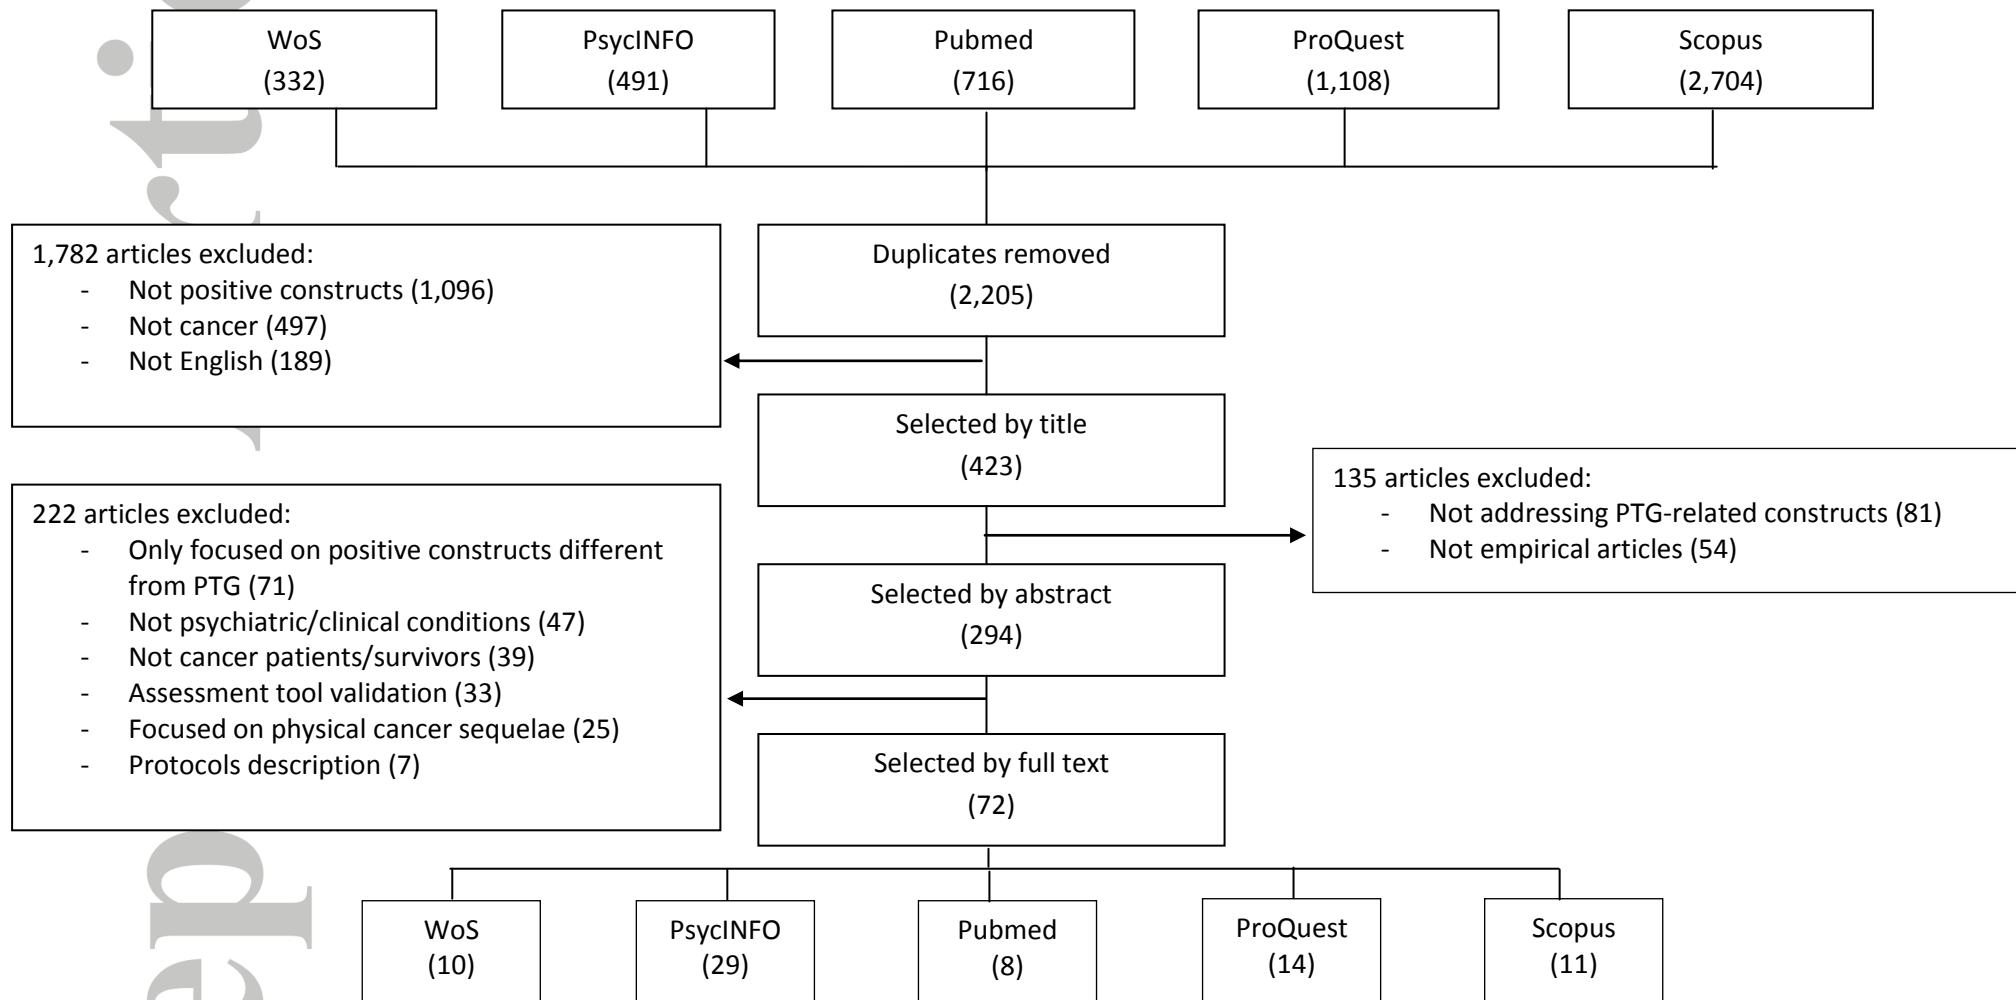 WoS
(332)
PsycINFO
(491)
Pubmed
(716)
ProQuest
(1,108)
Scopus
(2,704)
1,782 articles excluded:
- Not positive constructs (1,096)
- Not cancer (497)
- Not English (189)
Duplicates removed
(2,205)
Selected by title
(423)
135 articles excluded:
- Not addressing PTG-related constructs (81)
- Not empirical articles (54)
222 articles excluded:
- Only focused on positive constructs different
from PTG (71)
- Not psychiatric/clinical conditions (47)
- Not cancer patients/survivors (39)
- Assessment tool validation (33)
- Focused on physical cancer sequelae (25)
- Protocols description (7)
Selected by abstract
(294)
Selected by full text
(72)
WoS
(10)
PsycINFO
(29)
Pubmed
(8)
ProQuest
(14)
Scopus
(11)